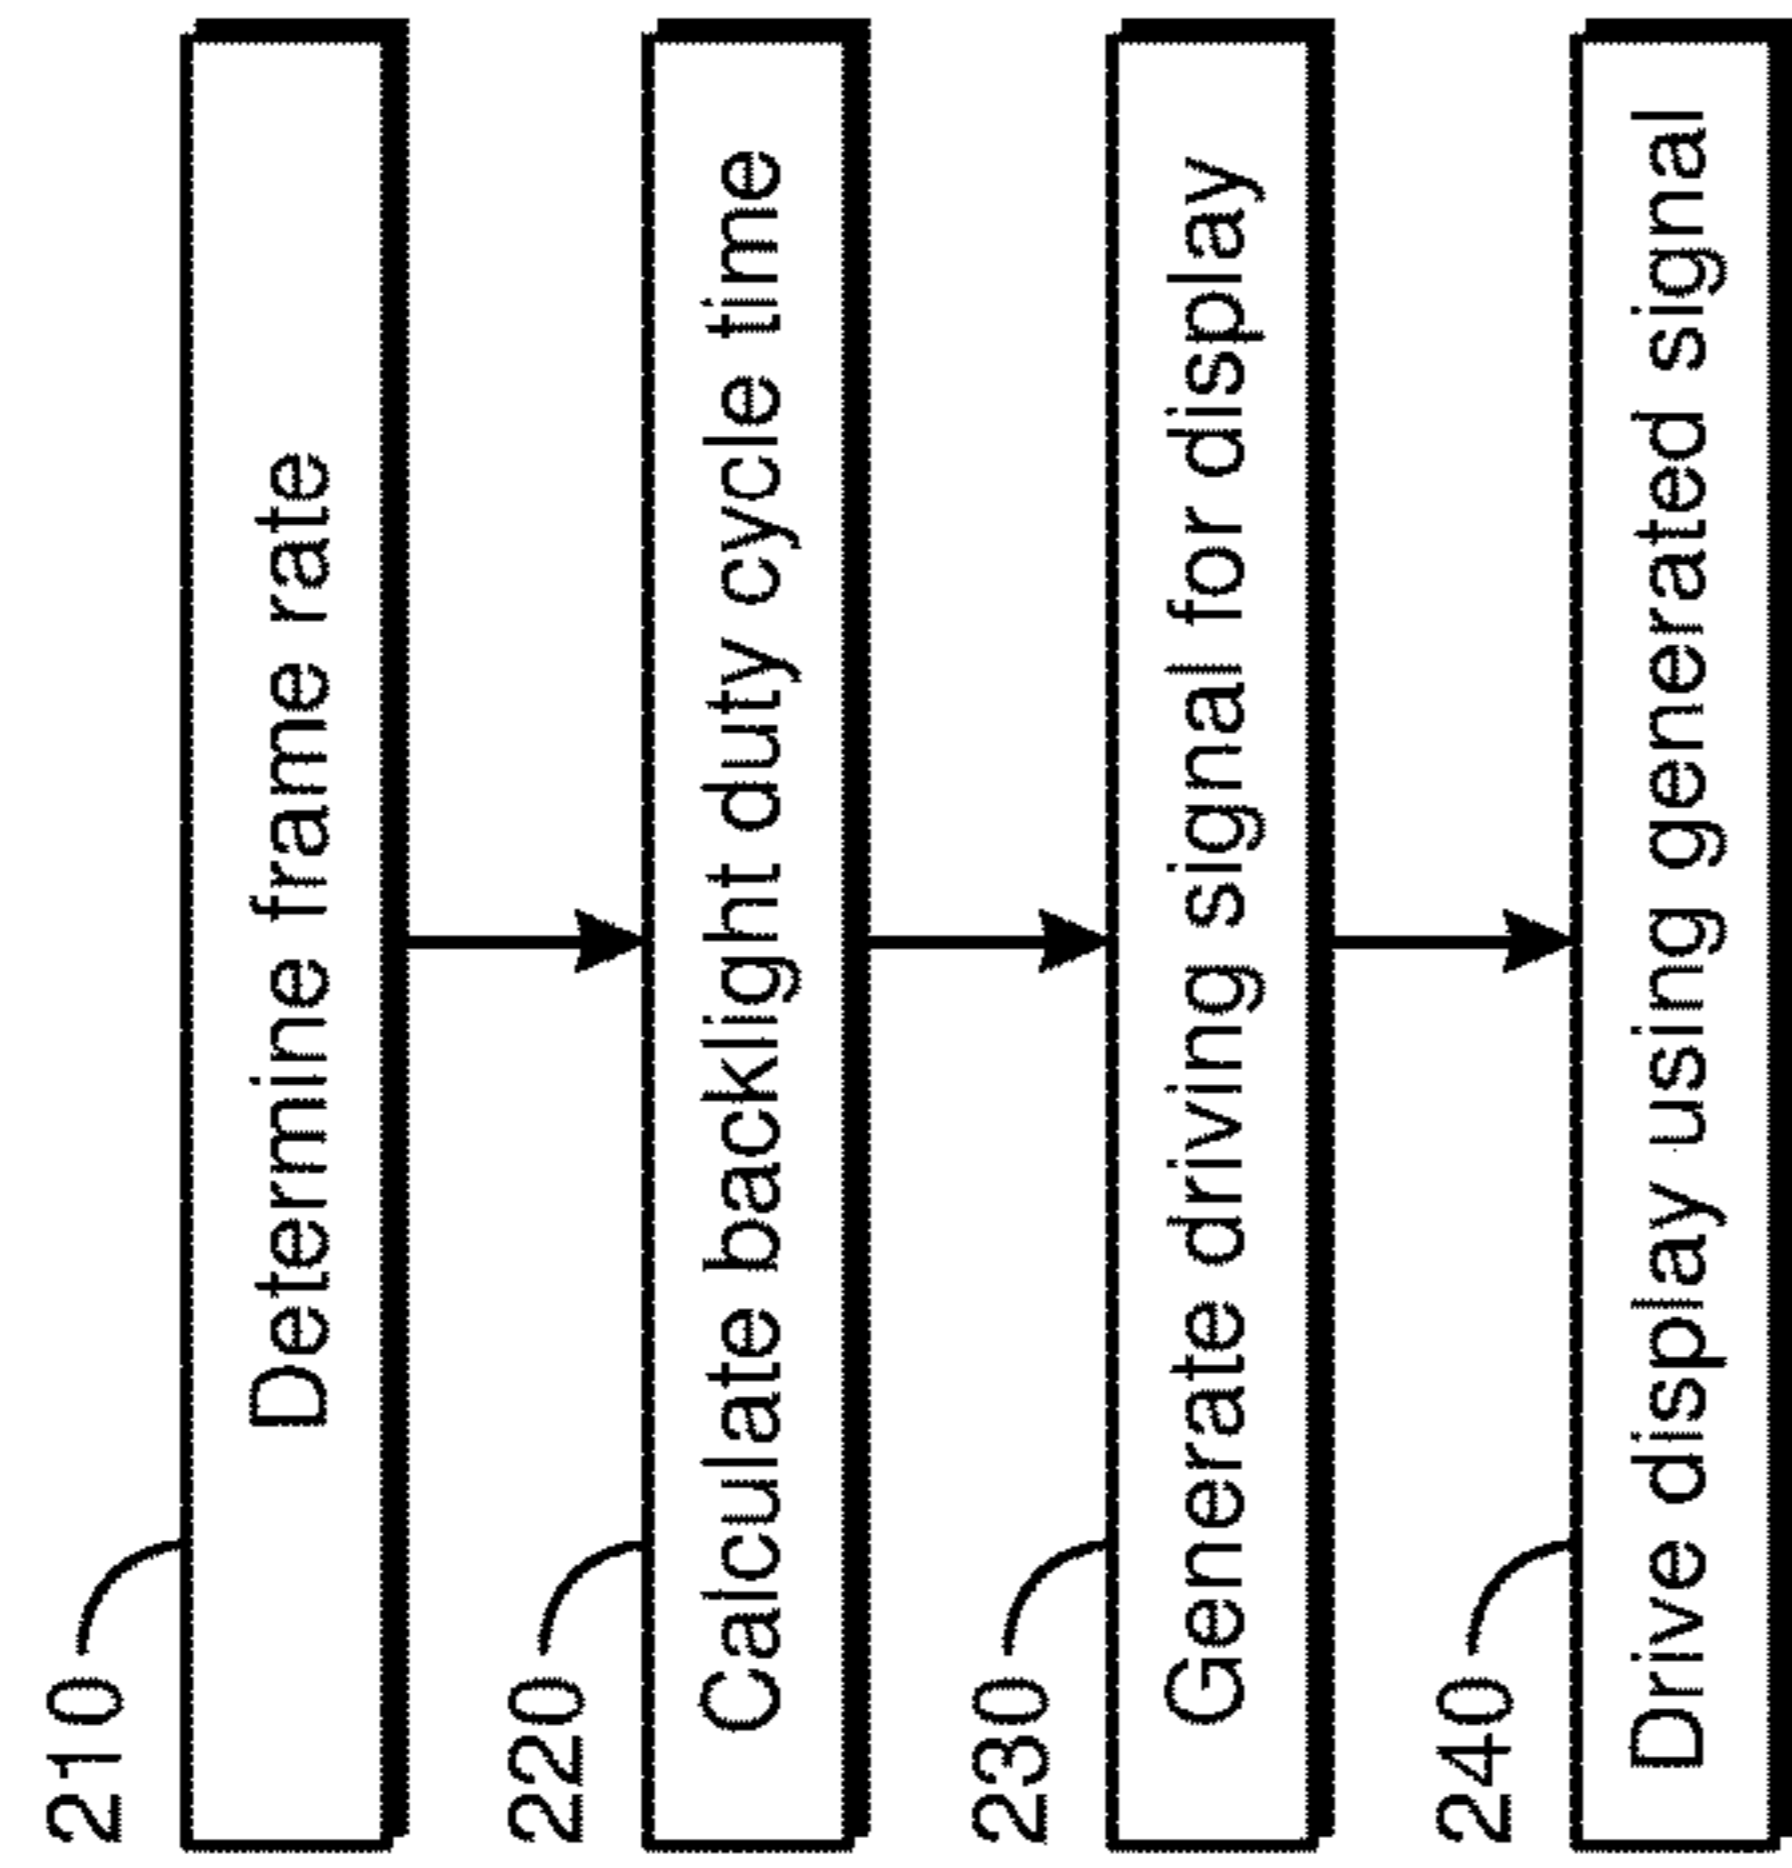 210
Determine frame rate
220
Calculate backlight duty cycle time
230
Generate driving signal for display
240
Drive display using generated signal